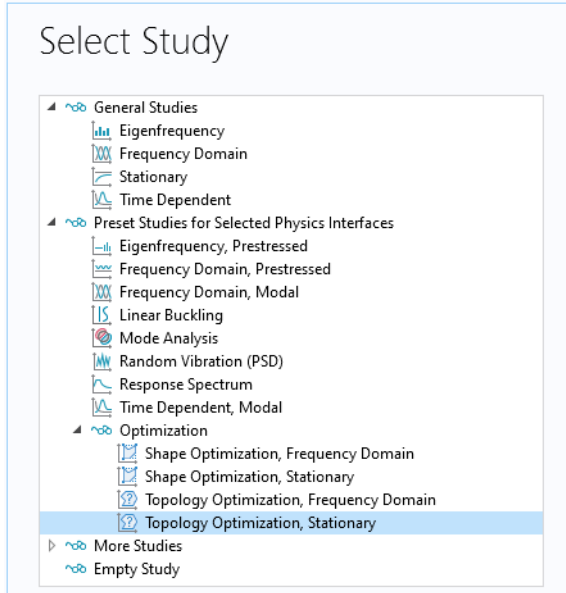 Select Study
General Studies
Eigenfrequency
Frequency Domain
Stationary
Time Dependent
Preset Studies for Selected Physics Interfaces
Eigenfrequency, Prestressed
Frequency Domain, Prestressed
Frequency Domain, Modal
Linear Buckling
Mode Analysis
Random Vibration (PSD)
Response Spectrum
Time Dependent, Modal
Optimization
Shape Optimization, Frequency Domain
Shape Optimization, Stationary
Topology Optimization, Frequency Domain
Topology Optimization, Stationary
More Studies
Empty Study